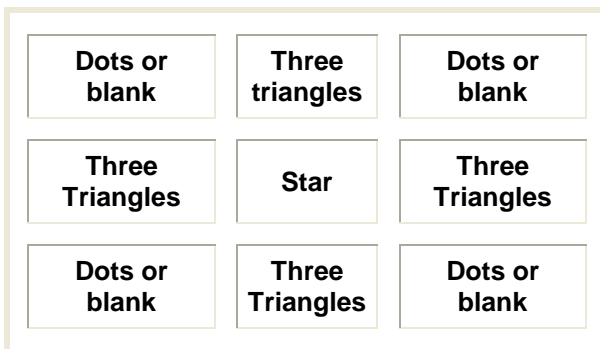 Dots or
blank
Three
triangles
Dots or
blank
Three
Triangles
Star
Three
Triangles
Dots or
blank
Three
Triangles
Dots or
blank